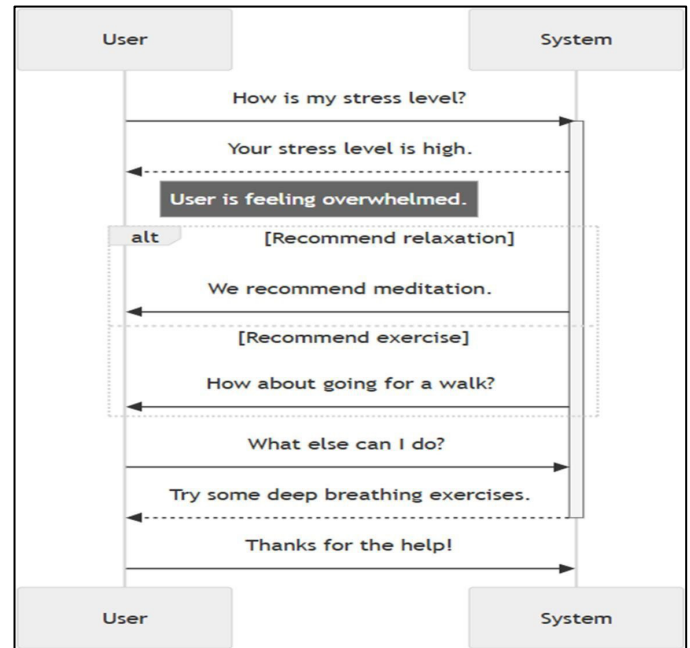 User System
How is my stress level?
Your stress level is high.
User is feeling overwhelmed.
alt [Recommend relaxation]
We recommend meditation.
[Recommend exercise]
How about going for a walk?
What else can I do?
Try some deep breathing exercises.
Thanks for the help!
User System